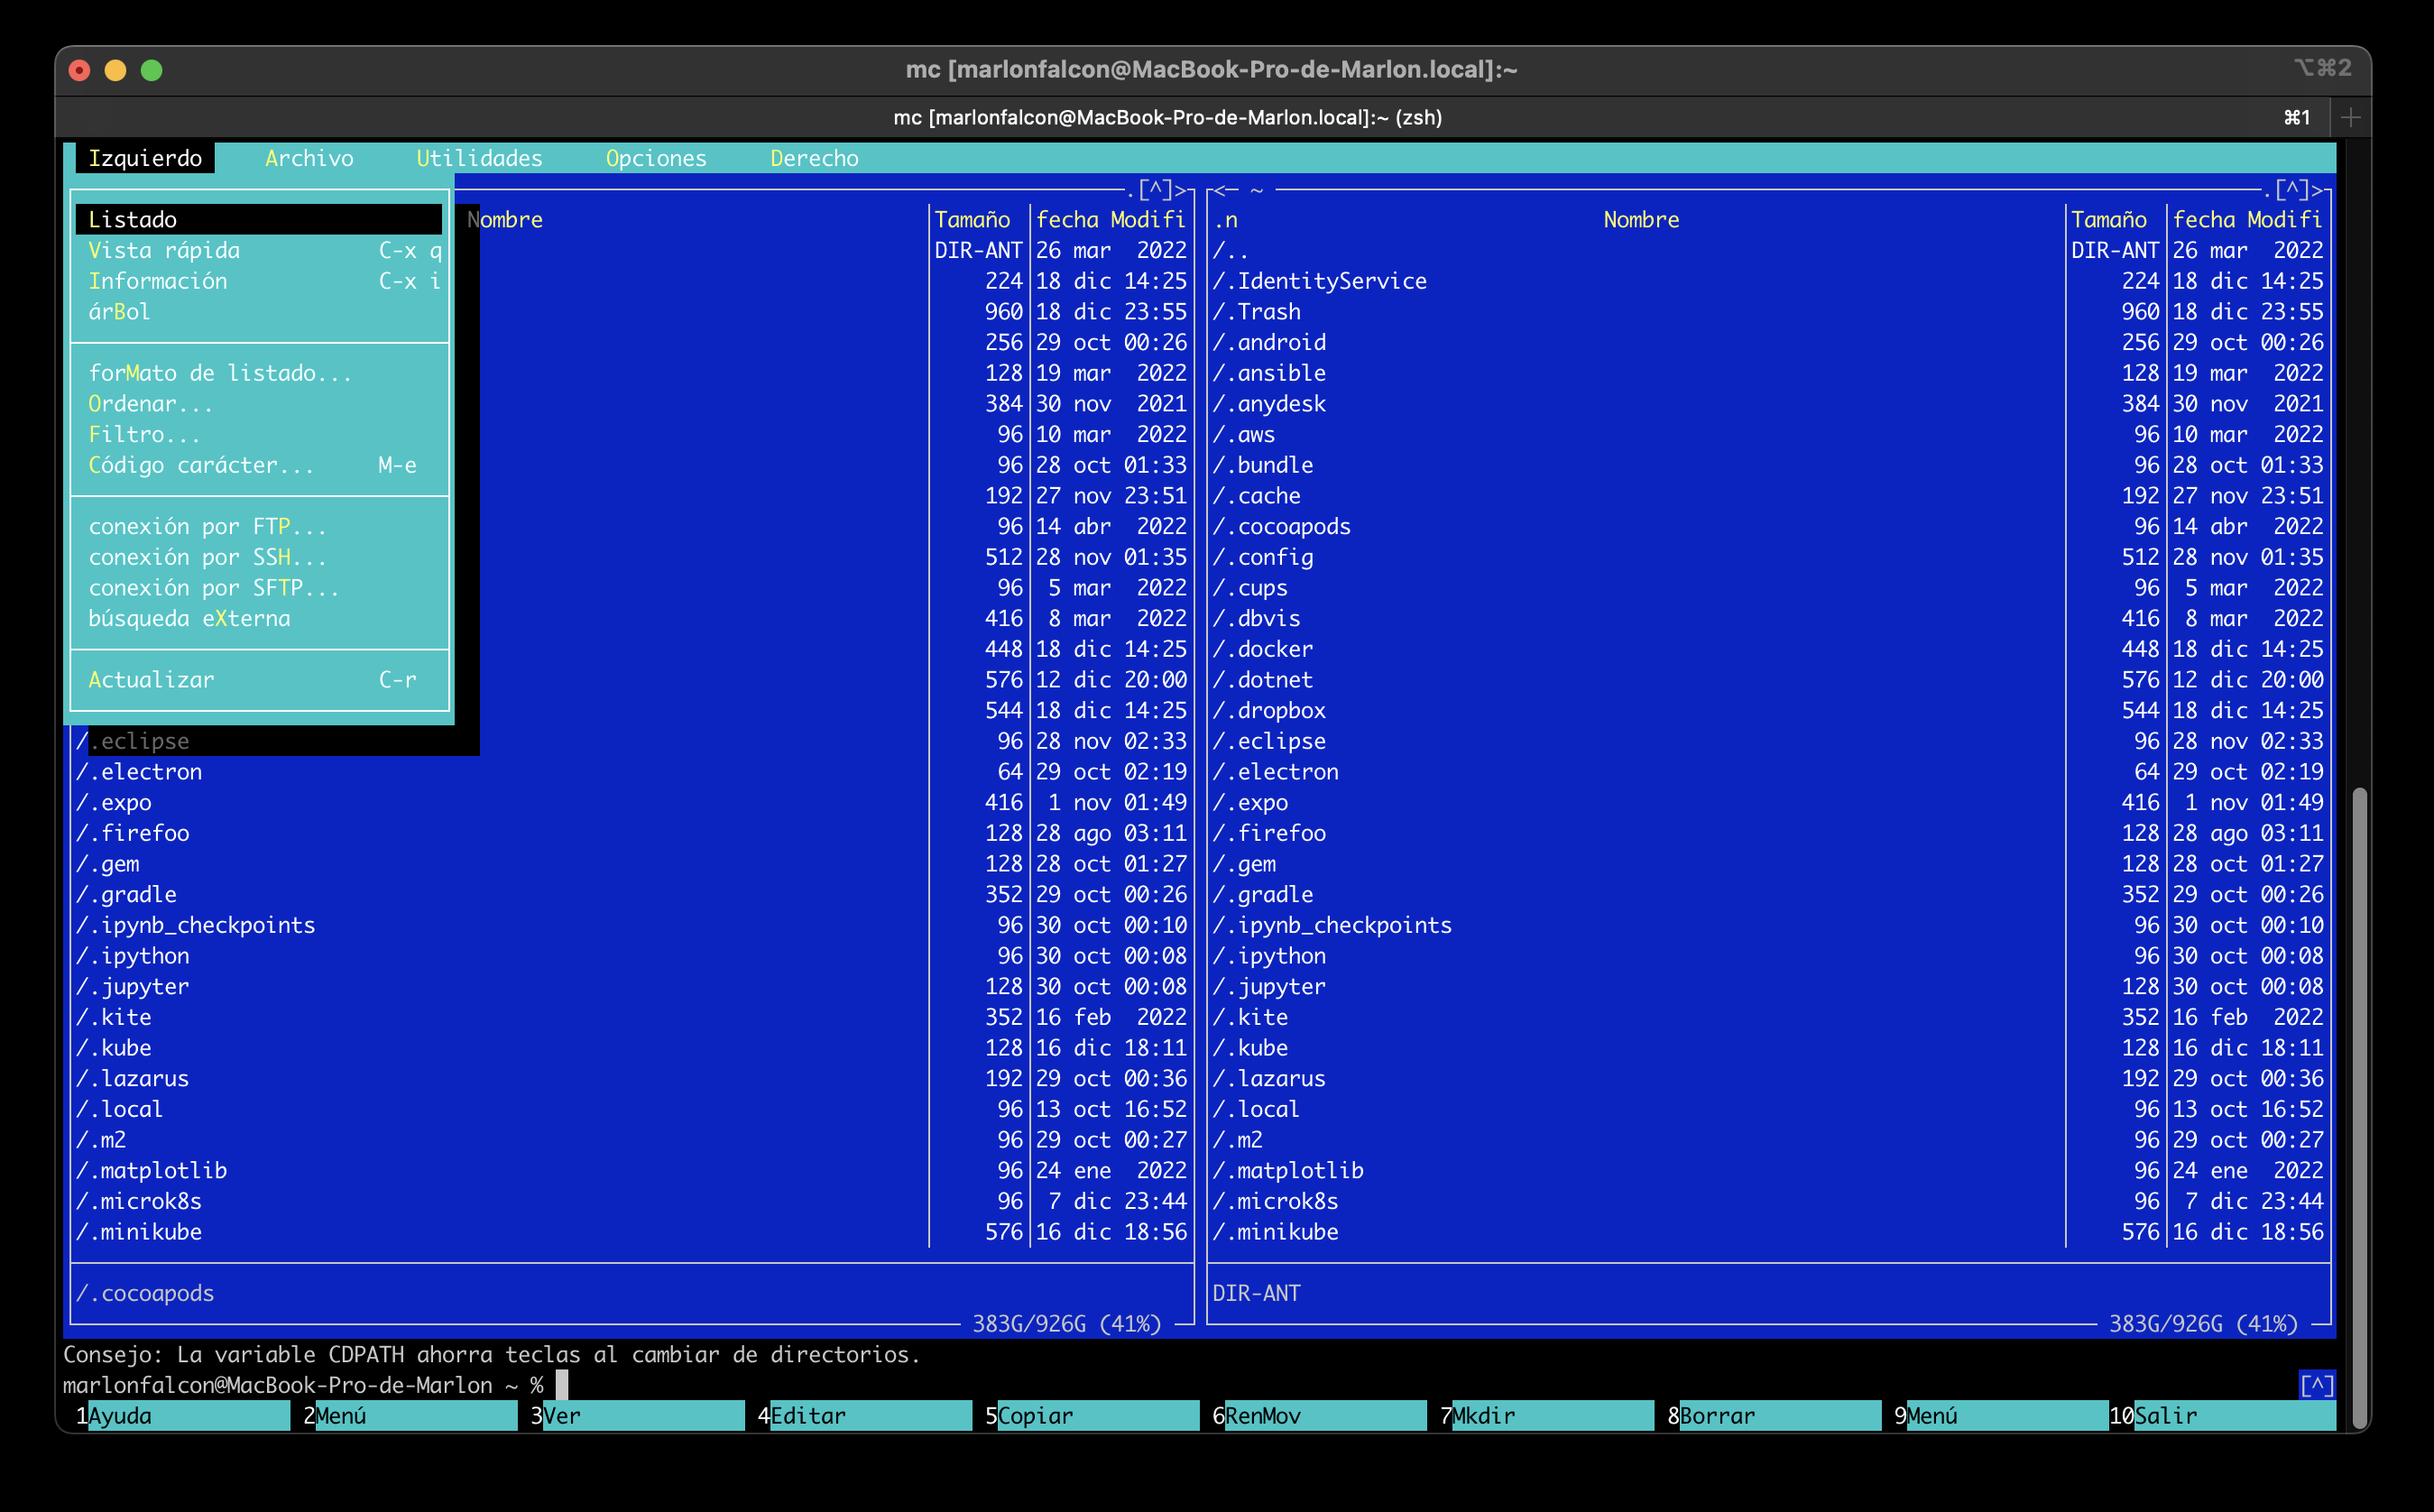 mc [marlonfalcon@MacBook-Pro-de-Marlon.local]:~ ⌥⌘2
mc [marlonfalcon@MacBook-Pro-de-Marlon.local]:~ (zsh) ⌘1 +
Izquierdo Archivo Utilidades Opciones Derecho
.[^]> <─ ~ .[^]>
Listado Nombre Tamaño fecha Modifi .n Nombre Tamaño fecha Modifi
Vista rápida C-x q DIR-ANT 26 mar 2022 /.. DIR-ANT 26 mar 2022
Información C-x i 224 18 dic 14:25 /.IdentityService 224 18 dic 14:25
árBol 960 18 dic 23:55 /.Trash 960 18 dic 23:55
256 29 oct 00:26 /.android 256 29 oct 00:26
forMato de listado... 128 19 mar 2022 /.ansible 128 19 mar 2022
Ordenar... 384 30 nov 2021 /.anydesk 384 30 nov 2021
Filtro... 96 10 mar 2022 /.aws 96 10 mar 2022
Código carácter... M-e 96 28 oct 01:33 /.bundle 96 28 oct 01:33
192 27 nov 23:51 /.cache 192 27 nov 23:51
conexión por FTP... 96 14 abr 2022 /.cocoapods 96 14 abr 2022
conexión por SSH... 512 28 nov 01:35 /.config 512 28 nov 01:35
conexión por SFTP... 96 5 mar 2022 /.cups 96 5 mar 2022
búsqueda eXterna 416 8 mar 2022 /.dbvis 416 8 mar 2022
448 18 dic 14:25 /.docker 448 18 dic 14:25
Actualizar C-r 576 12 dic 20:00 /.dotnet 576 12 dic 20:00
544 18 dic 14:25 /.dropbox 544 18 dic 14:25
/.eclipse 96 28 nov 02:33 /.eclipse 96 28 nov 02:33
/.electron 64 29 oct 02:19 /.electron 64 29 oct 02:19
/.expo 416 1 nov 01:49 /.expo 416 1 nov 01:49
/.firefoo 128 28 ago 03:11 /.firefoo 128 28 ago 03:11
/.gem 128 28 oct 01:27 /.gem 128 28 oct 01:27
/.gradle 352 29 oct 00:26 /.gradle 352 29 oct 00:26
/.ipynb_checkpoints 96 30 oct 00:10 /.ipynb_checkpoints 96 30 oct 00:10
/.ipython 96 30 oct 00:08 /.ipython 96 30 oct 00:08
/.jupyter 128 30 oct 00:08 /.jupyter 128 30 oct 00:08
/.kite 352 16 feb 2022 /.kite 352 16 feb 2022
/.kube 128 16 dic 18:11 /.kube 128 16 dic 18:11
/.lazarus 192 29 oct 00:36 /.lazarus 192 29 oct 00:36
/.local 96 13 oct 16:52 /.local 96 13 oct 16:52
/.m2 96 29 oct 00:27 /.m2 96 29 oct 00:27
/.matplotlib 96 24 ene 2022 /.matplotlib 96 24 ene 2022
/.microk8s 96 7 dic 23:44 /.microk8s 96 7 dic 23:44
/.minikube 576 16 dic 18:56 /.minikube 576 16 dic 18:56
/.cocoapods DIR-ANT
383G/926G (41%) 383G/926G (41%)
Consejo: La variable CDPATH ahorra teclas al cambiar de directorios.
marlonfalcon@MacBook-Pro-de-Marlon ~ % [^]
1Ayuda 2Menú 3Ver 4Editar 5Copiar 6RenMov 7Mkdir 8Borrar 9Menú 10Salir